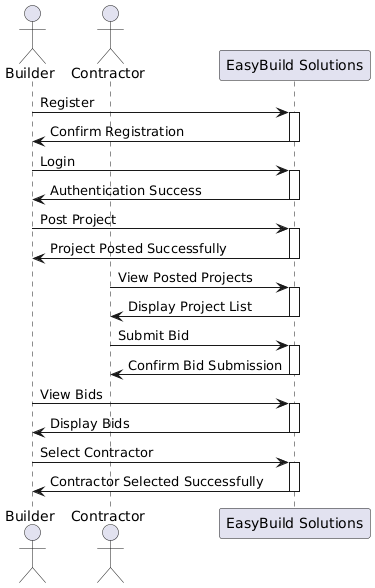 Builder
Contractor
EasyBuild Solutions
Register
Confirm Registration
Login
Authentication Success
Post Project
Project Posted Successfully
View Posted Projects
Display Project List
Submit Bid
Confirm Bid Submission
View Bids
Display Bids
Select Contractor
Contractor Selected Successfully
Builder
Contractor
EasyBuild Solutions